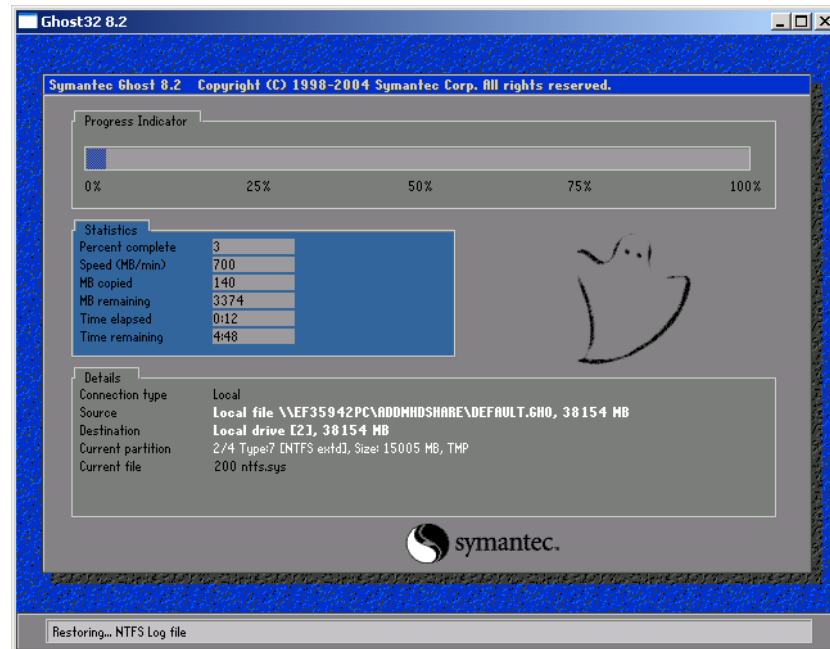 Ghost32 8.2
Symantec Ghost 8.2 Copyright (C) 1998-2004 Symantec Corp. All rights reserved.
Progress Indicator
0% 25% 50% 75% 100%
Statistics
Percent complete 3
Speed (MB/min) 700
MB copied 140
MB remaining 3374
Time elapsed 0:12
Time remaining 4:48
Details
Connection type Local
Source Local file \\EF35942PC\ADDMHDSHARE\DEFAULT.GHO, 38154 MB
Destination Local drive [2], 38154 MB
Current partition 2/4 Type:7 [NTFS extd], Size: 15005 MB, TMP
Current file 200 ntfs.sys
symantec.
Restoring... NTFS Log file